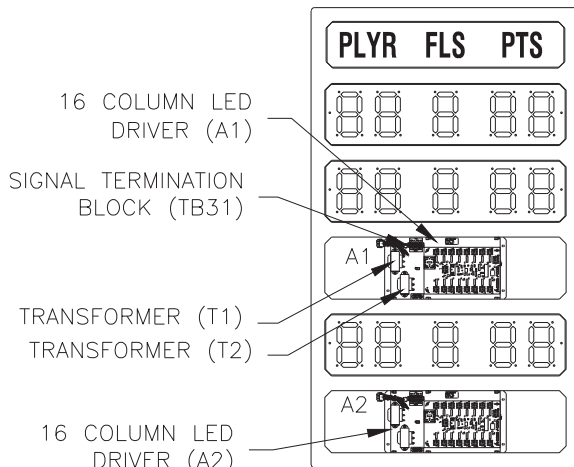 PLYR FLS PTS
16 COLUMN LED
DRIVER (A1)
SIGNAL TERMINATION
BLOCK (TB31)
A1
TRANSFORMER (T1)
TRANSFORMER (T2)
A2
16 COLUMN LED
DRIVER (A2)